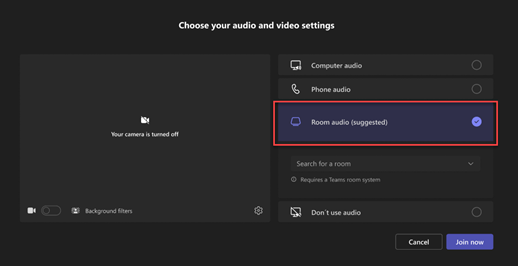 Choose your audio and video settings
Your camera is turned off
Background filters
Computer audio
Phone audio
Room audio (suggested)
Search for a room
Requires a Teams room system
Don't use audio
Cancel
Join now